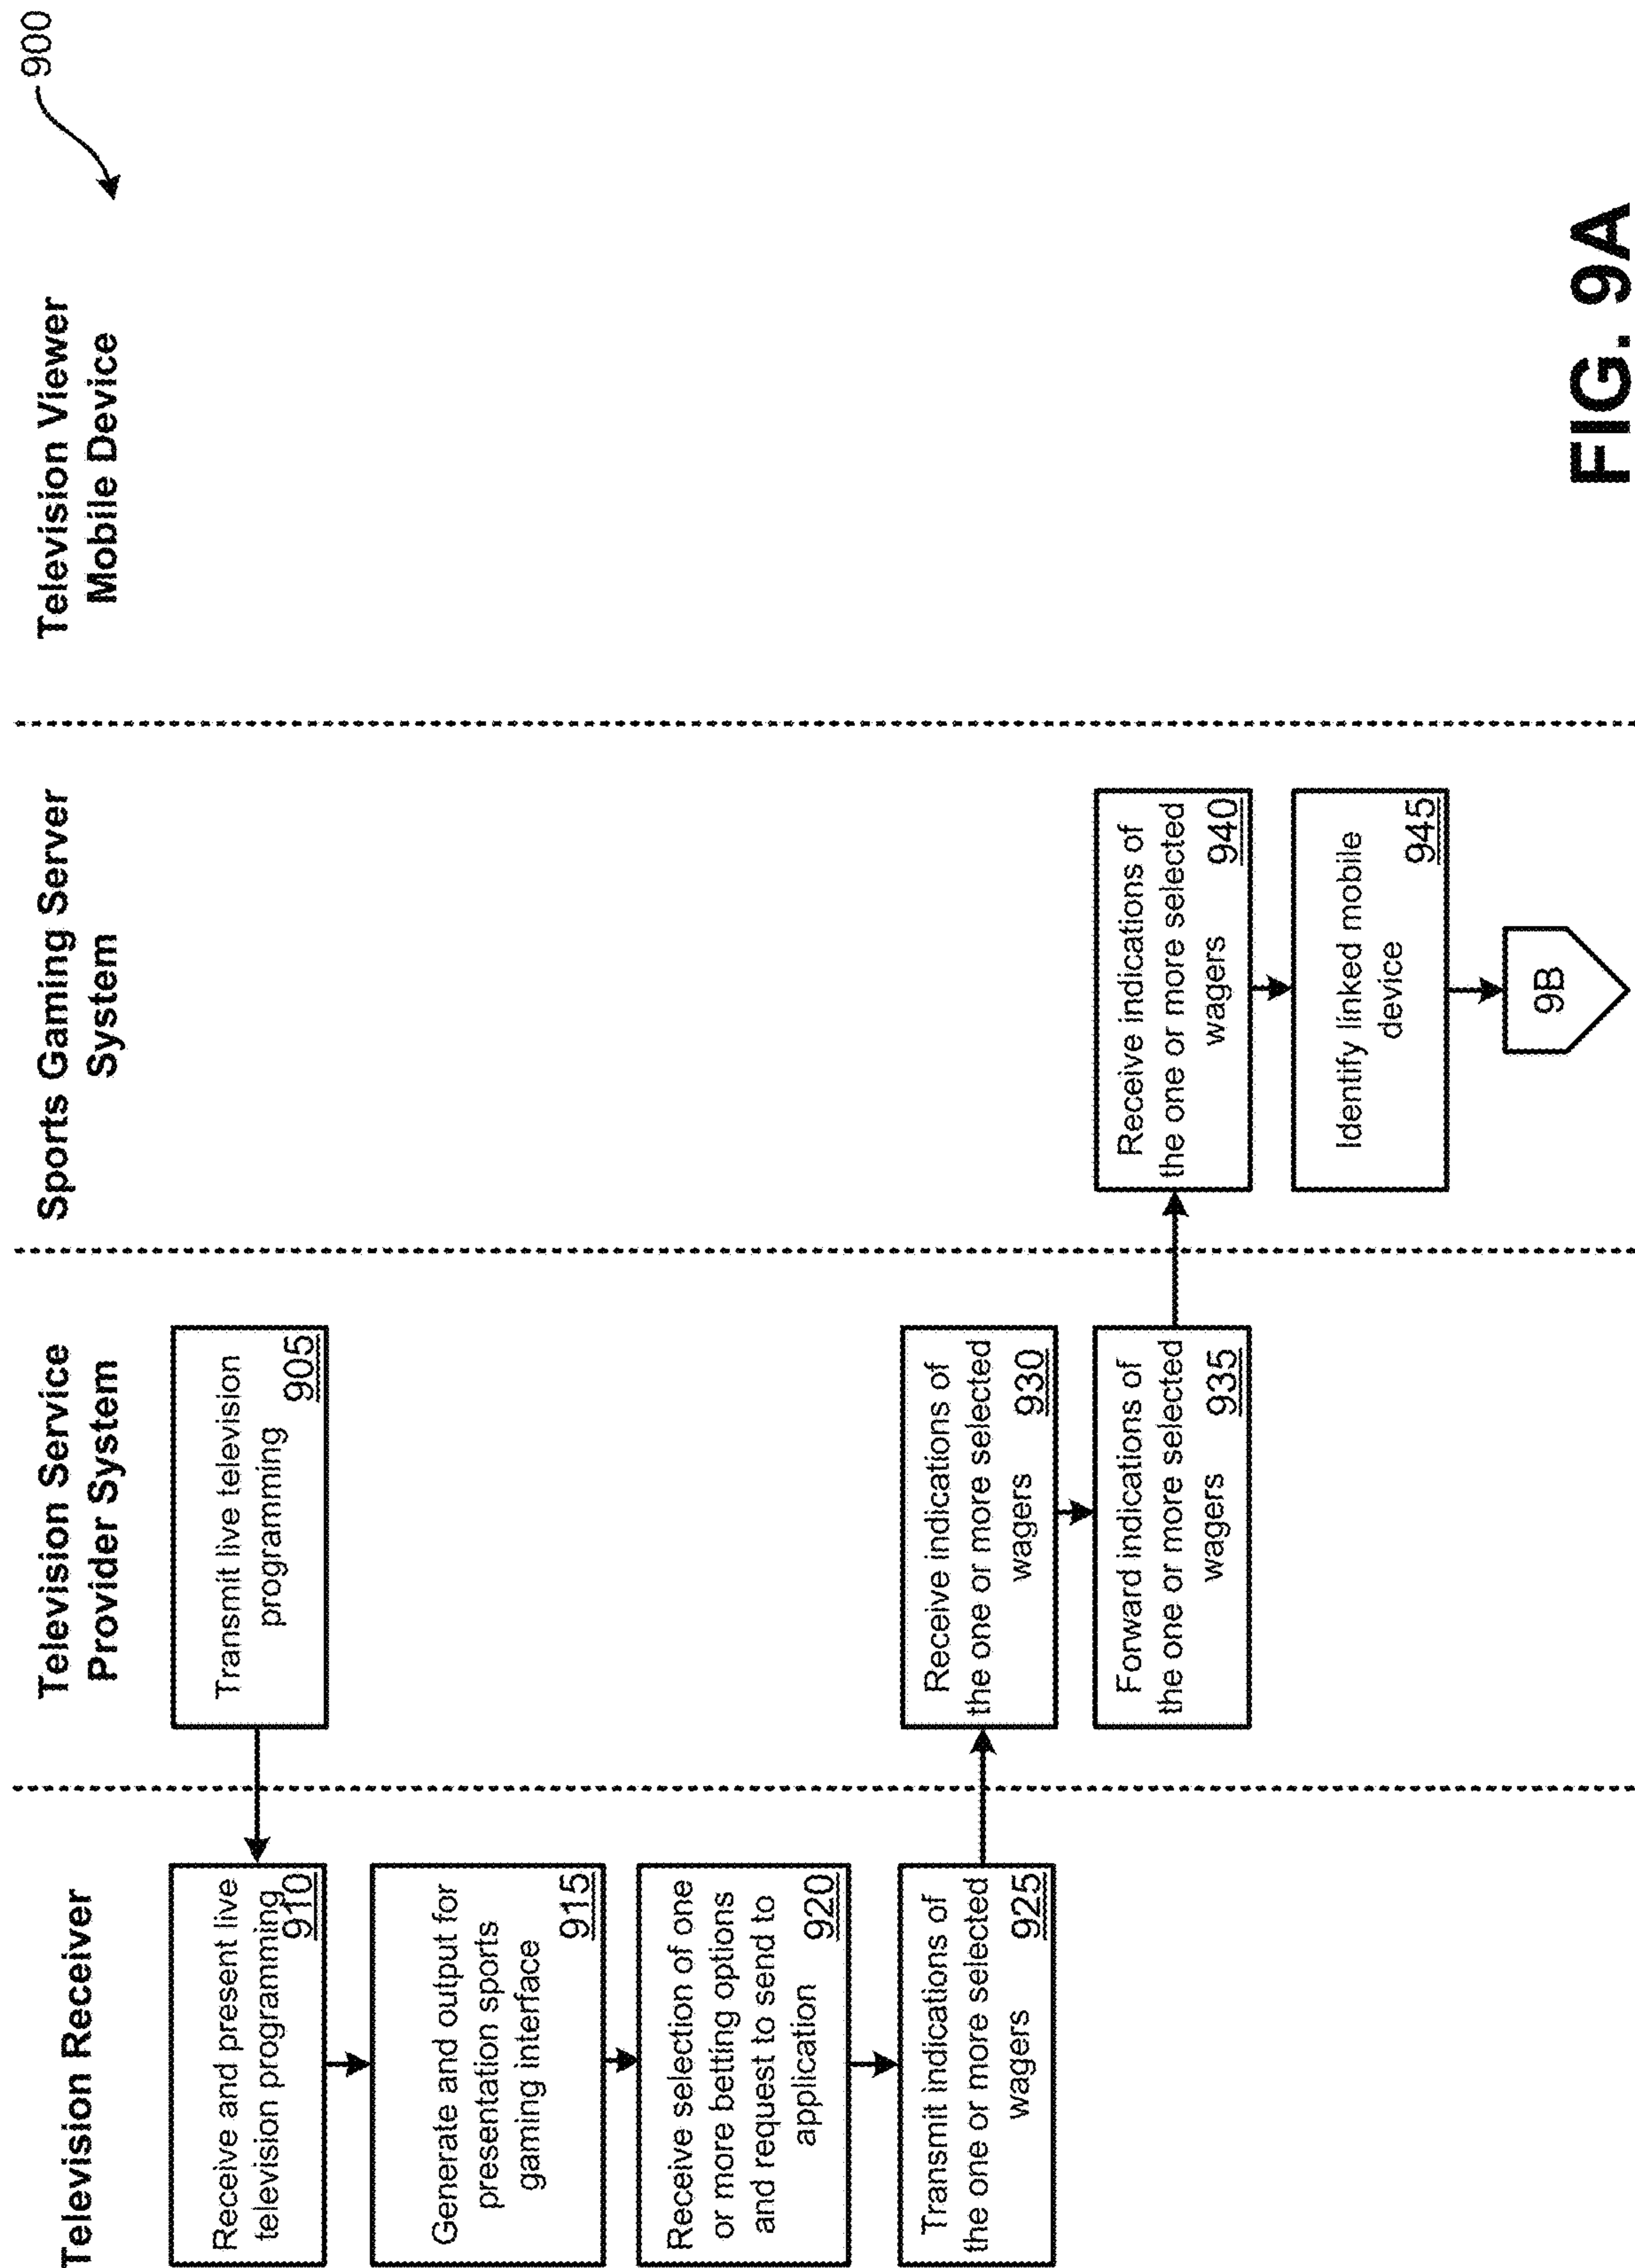 900
Television Receiver
Television Service
Provider System
Sports Gaming Server
System
Television Viewer
Mobile Device
Transmit live television
programming
905
Receive and present live
television programming
910
Generate and output for
presentation sports
gaming interface
915
Receive selection of one
or more betting options
and request to send to
application
920
Transmit indications of
the one or more selected
wagers
925
Receive indications of
the one or more selected
wagers
930
Forward indications of
the one or more selected
wagers
935
Receive indications of
the one or more selected
wagers
940
Identify linked mobile
device
945
9B
FIG. 9A